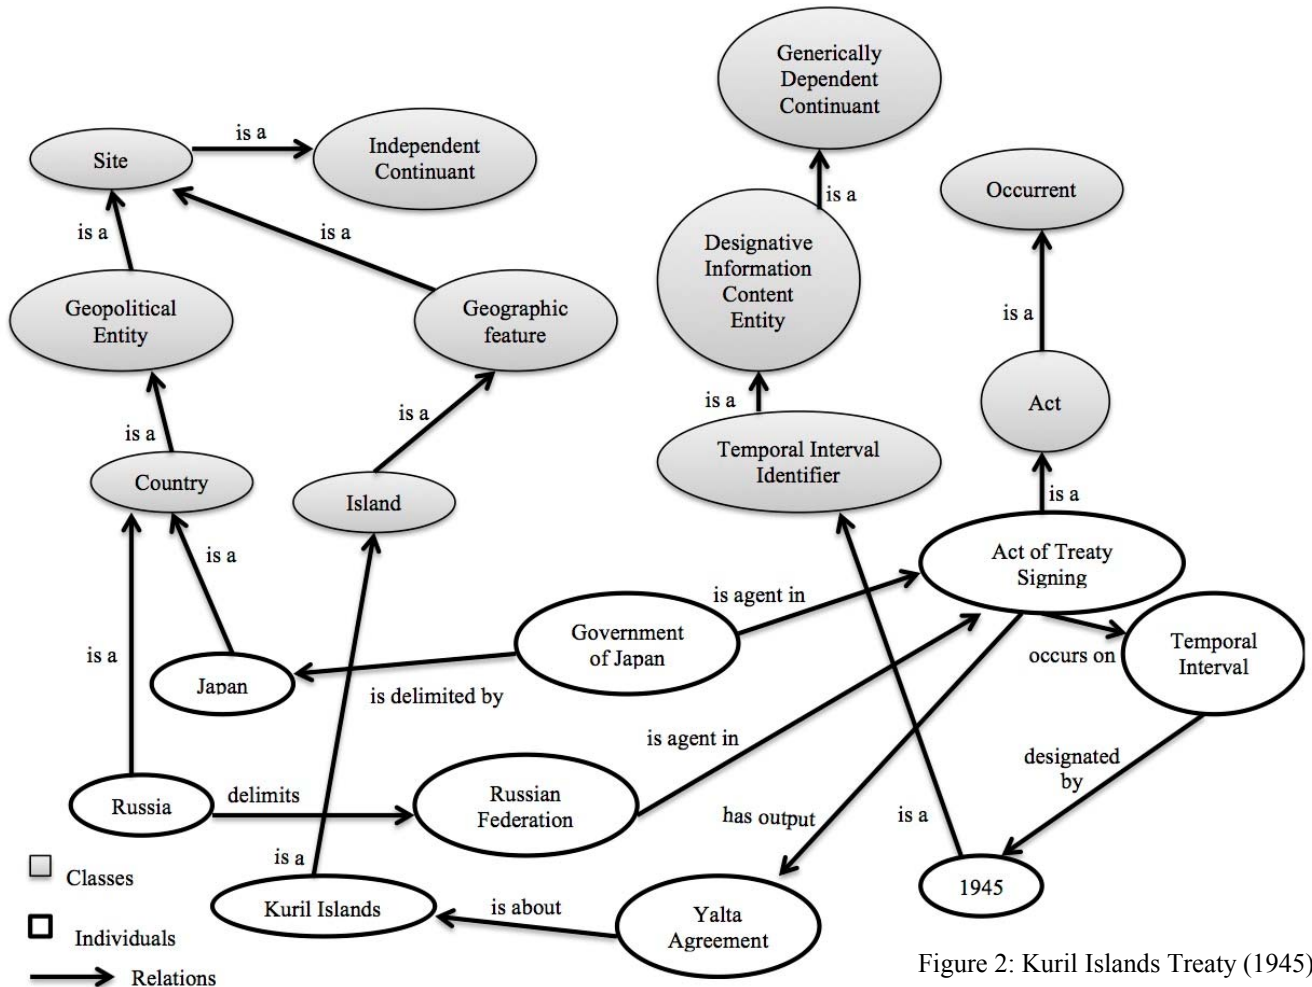 Generically
Dependent
Continuant
is a
Site
Independent
Continuant
Occurrent
is a
is a
is a
Designative
Information
Content
Entity
Geopolitical
Entity
Geographic
feature
is a
is a
is a
is a
Act
Country
Island
Temporal Interval
Identifier
is a
is a
Act of Treaty
Signing
is agent in
Government
of Japan
Temporal
Interval
occurs on
is a
Japan
is delimited by
is agent in
designated
by
Russia
delimits
Russian
Federation
has output
is a
is a
Classes
1945
Kuril Islands
is about
Yalta
Agreement
Individuals
Relations
Figure 2: Kuril Islands Treaty (1945)